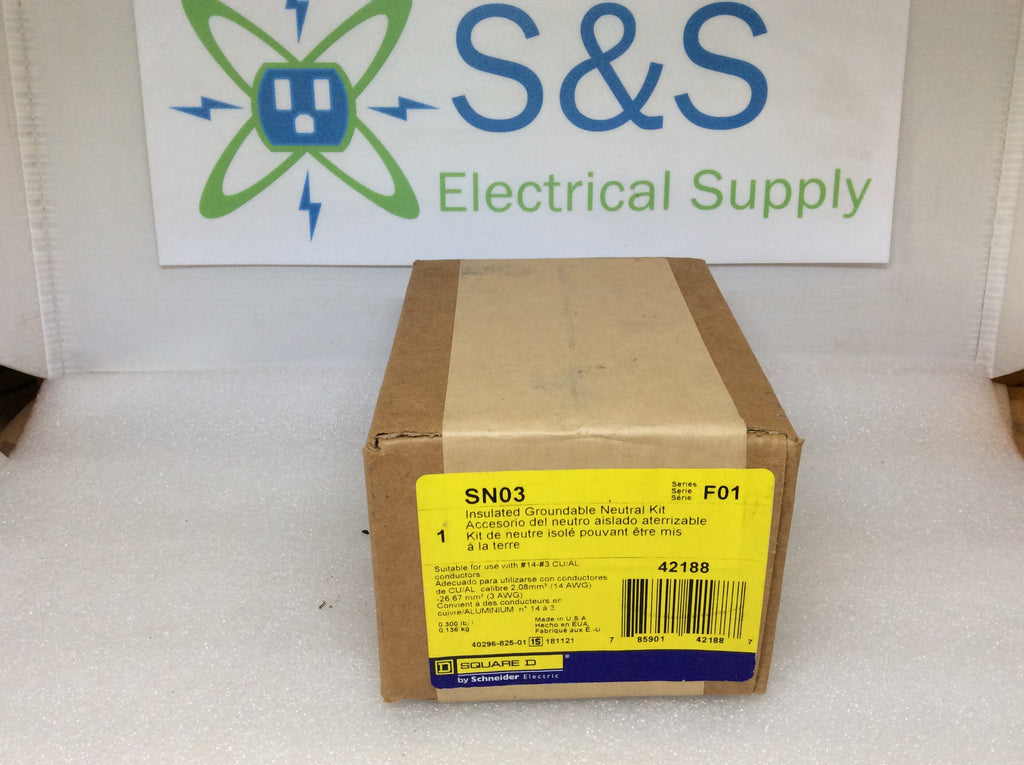 S&S
Electrical Supply
SN03
Series
Serie
Série
F01
1
Insulated Groundable Neutral Kit
Accesorio del neutro aislado aterrizable
Kit de neutre isolé pouvant être mis
à la terre
Suitable for use with #14-#3 CU/AL
conductors
Adecuado para utilizarse con conductores
de CU/AL calibre 2.08mm² (14 AWG)
-26.67 mm² (3 AWG)
Convient à des conducteurs en
cuivre/ALUMINIUM n° 14 à 3
0.300 lb. /
0.136 kg
Made in U.S.A
Hecho en EUA
Fabriqué aux É.-U
40296-825-01 15 181121
42188
7 85901 42188 7
D SQUARE D ®
by Schneider Electric